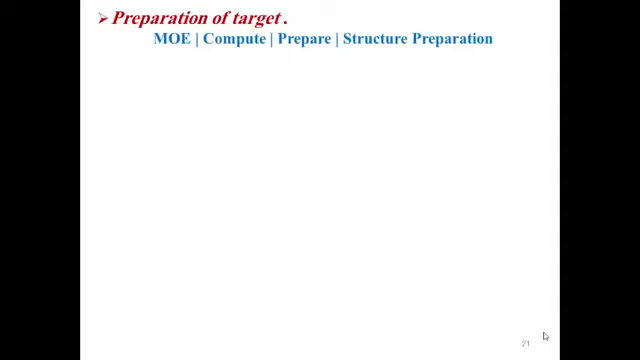 ➢ Preparation of target .
MOE | Compute | Prepare | Structure Preparation
21